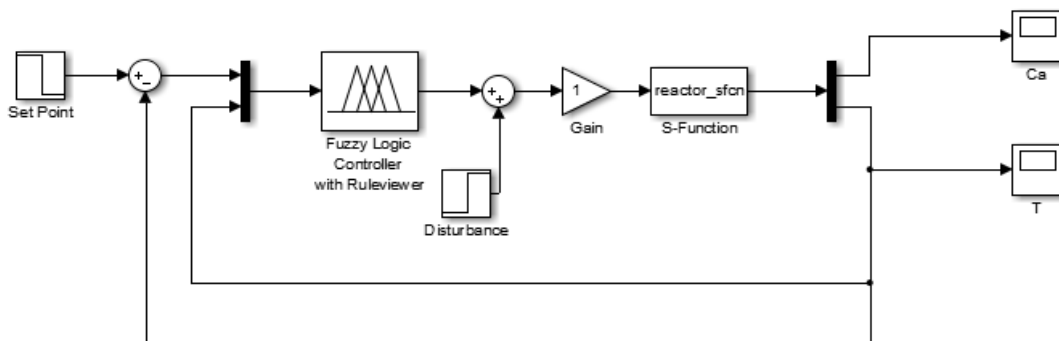 Set Point
+
−
Fuzzy Logic
Controller
with Ruleviewer
+
+
Disturbance
1
Gain
reactor_sfcn
S-Function
Ca
T